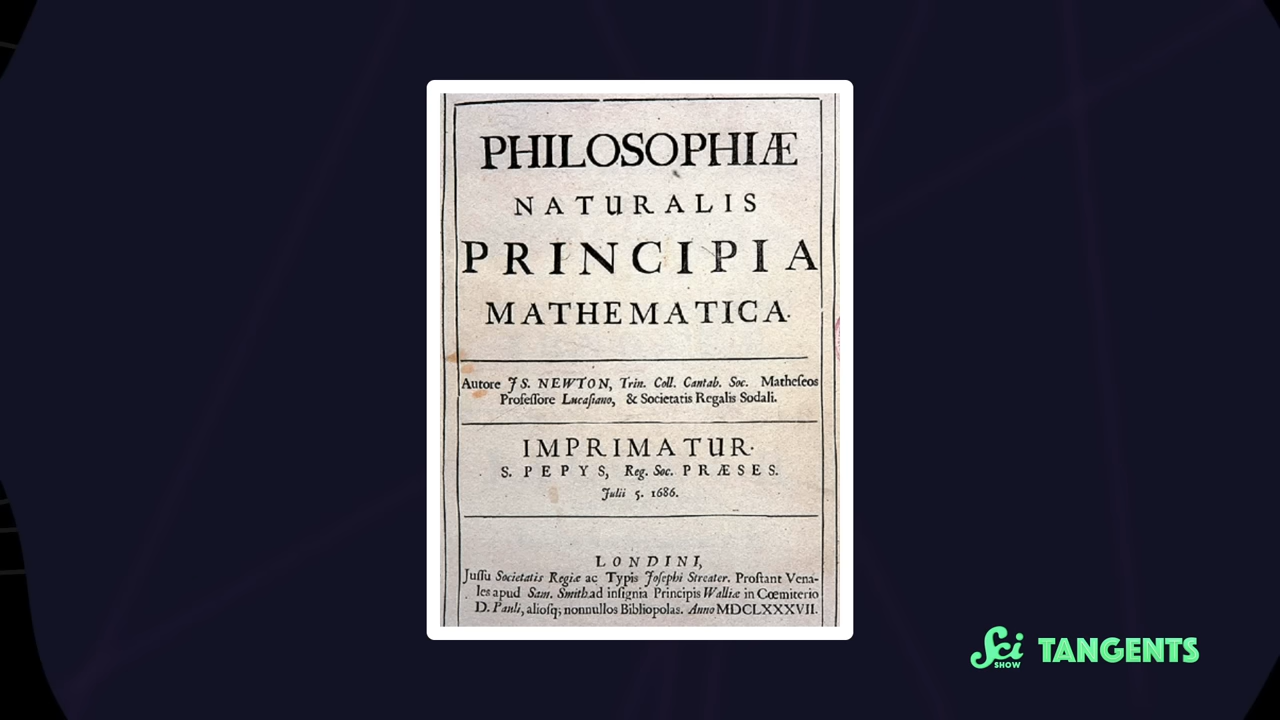 PHILOSOPHIÆ
NATURALIS
PRINCIPIA
MATHEMATICA.
Autore JS. NEWTON, Trin. Coll. Cantab. Soc. Matheſeos
Profeſſore Lucaſiano, & Societatis Regalis Sodali.
IMPRIMATUR.
S. PEPYS, Reg. Soc. PRÆSES.
Julii 5. 1686.
LONDINI,
Juſſu Societatis Regiæ ac Typis Joſephi Streater. Proſtant Vena-
les apud Sam. Smith ad inſignia Principis Walliæ in Cœmiterio
D. Pauli, alioſq; nonnullos Bibliopolas. Anno MDCLXXXVII.
Sci SHOW TANGENTS